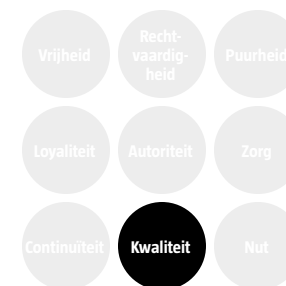 Vrijheid
Recht-
vaardig-
heid
Puurheid
Loyaliteit
Autoriteit
Zorg
Continuïteit
Kwaliteit
Nut